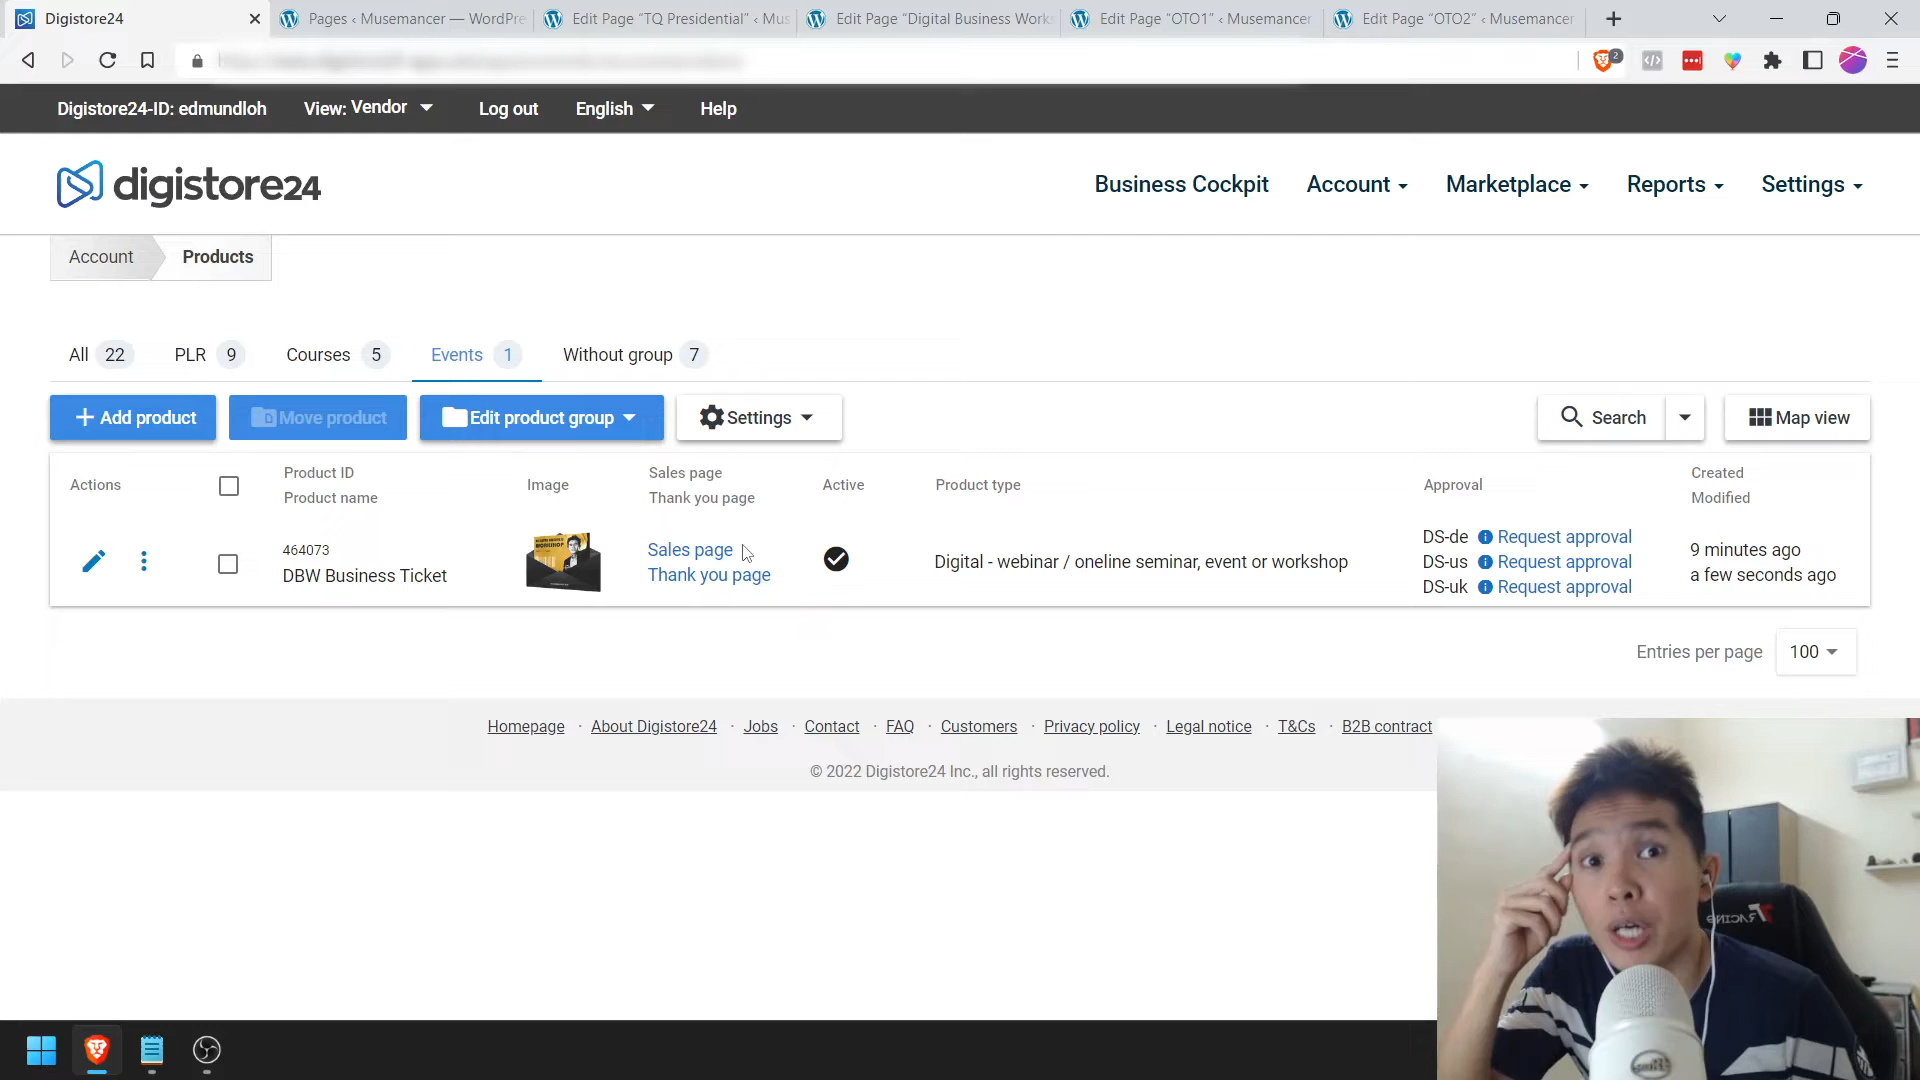 Digistore24
Pages ‹ Musemancer — WordPre
Edit Page “TQ Presidential” ‹ Mus
Edit Page “Digital Business Works
Edit Page “OTO1” ‹ Musemancer
Edit Page “OTO2” ‹ Musemancer
2
Digistore24-ID: edmundloh
View: Vendor
Log out
English
Help
digistore24
Business Cockpit
Account
Marketplace
Reports
Settings
Account
Products
All 22
PLR 9
Courses 5
Events 1
Without group 7
+ Add product
Move product
Edit product group
Settings
Search
Map view
Actions
Product ID
Product name
Image
Sales page
Thank you page
Active
Product type
Approval
Created
Modified
464073
DBW Business Ticket
WORKSHOP
Sales page
Thank you page
Digital - webinar / oneline seminar, event or workshop
DS-de Request approval
DS-us Request approval
DS-uk Request approval
9 minutes ago
a few seconds ago
Entries per page 100
Homepage · About Digistore24 · Jobs · Contact · FAQ · Customers · Privacy policy · Legal notice · T&Cs · B2B contract
© 2022 Digistore24 Inc., all rights reserved.